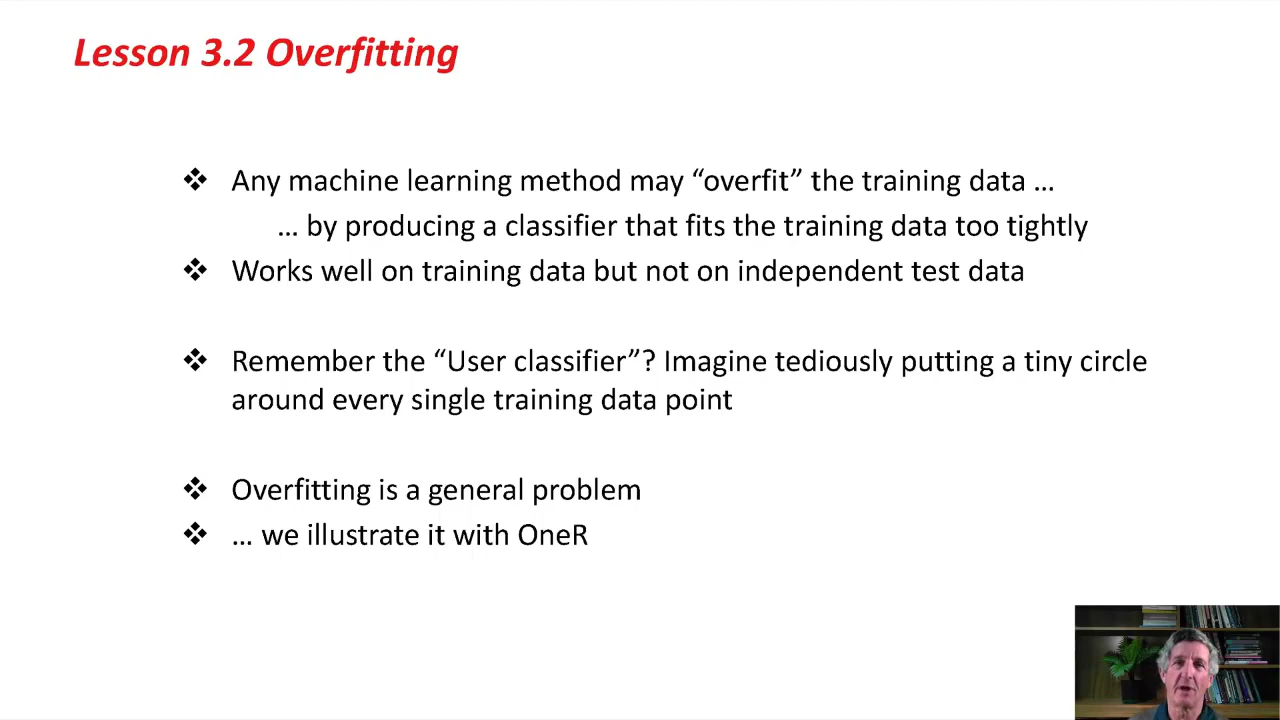 Lesson 3.2 Overfitting
❖ Any machine learning method may “overfit” the training data …
… by producing a classifier that fits the training data too tightly
❖ Works well on training data but not on independent test data
❖ Remember the “User classifier”? Imagine tediously putting a tiny circle
around every single training data point
❖ Overfitting is a general problem
❖ … we illustrate it with OneR